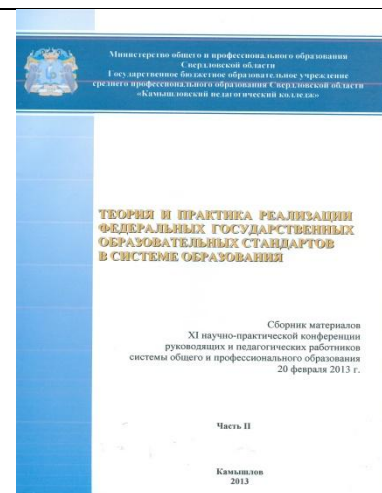 Министерство общего и профессионального образования
Свердловской области
Государственное бюджетное образовательное учреждение
среднего профессионального образования Свердловской области
«Камышловский педагогический колледж»
ТЕОРИЯ И ПРАКТИКА РЕАЛИЗАЦИИ
ФЕДЕРАЛЬНЫХ ГОСУДАРСТВЕННЫХ
ОБРАЗОВАТЕЛЬНЫХ СТАНДАРТОВ
В СИСТЕМЕ ОБРАЗОВАНИЯ
Сборник материалов
XI научно-практической конференции
руководящих и педагогических работников
системы общего и профессионального образования
20 февраля 2013 г.
Часть II
Камышлов
2013